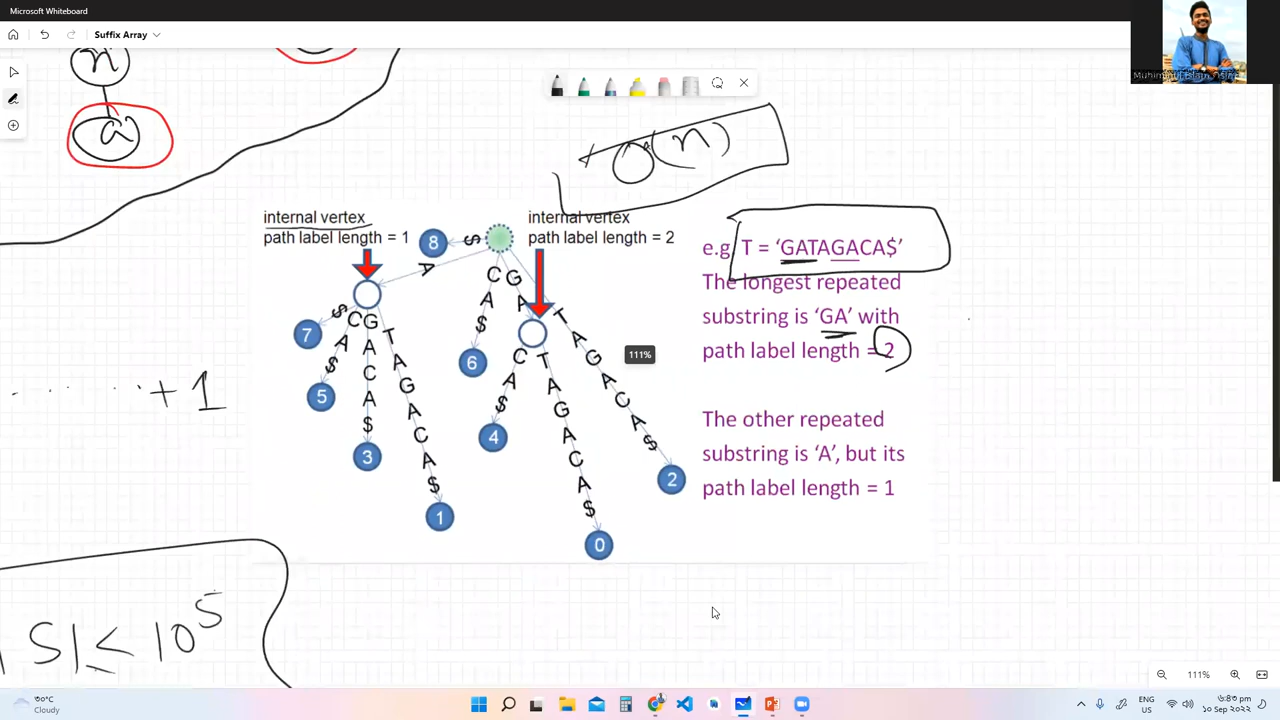 Microsoft Whiteboard
Suffix Array
n
a
O(n)
internal vertex
path label length = 1
internal vertex
path label length = 2
8
$
A
C
A
$
6
G
A
T
A
G
A
C
A
$
2
7
$
C
A
$
5
G
A
C
A
$
3
T
A
G
A
C
A
$
1
C
A
$
4
T
A
G
A
C
A
$
0
111%
e.g. T = 'GATAGACA$'
The longest repeated
substring is 'GA' with
path label length = 2
The other repeated
substring is 'A', but its
path label length = 1
+ 1
|S| ≤ 10^5
111%
Cloudy
ENG
US